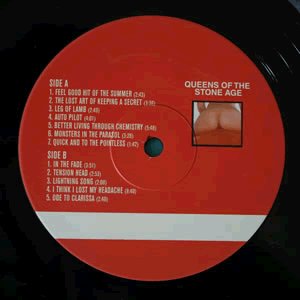 SIDE A
1. FEEL GOOD HIT OF THE SUMMER (2:43)
2. THE LOST ART OF KEEPING A SECRET
3. LEG OF LAMB (2:48)
4. AUTO PILOT (4:01)
5. BETTER LIVING THROUGH CHEMISTRY (5:48)
6. MONSTERS IN THE PARASOL (3:28)
7. QUICK AND TO THE POINTLESS (1:42)
SIDE B
1. IN THE FADE (3:51)
2. TENSION HEAD (2:52)
3. LIGHTNING SONG (2:08)
4. I THINK I LOST MY HEADACHE (8:40)
5. ODE TO CLARISSA (2:40)
QUEENS OF THE
STONE AGE